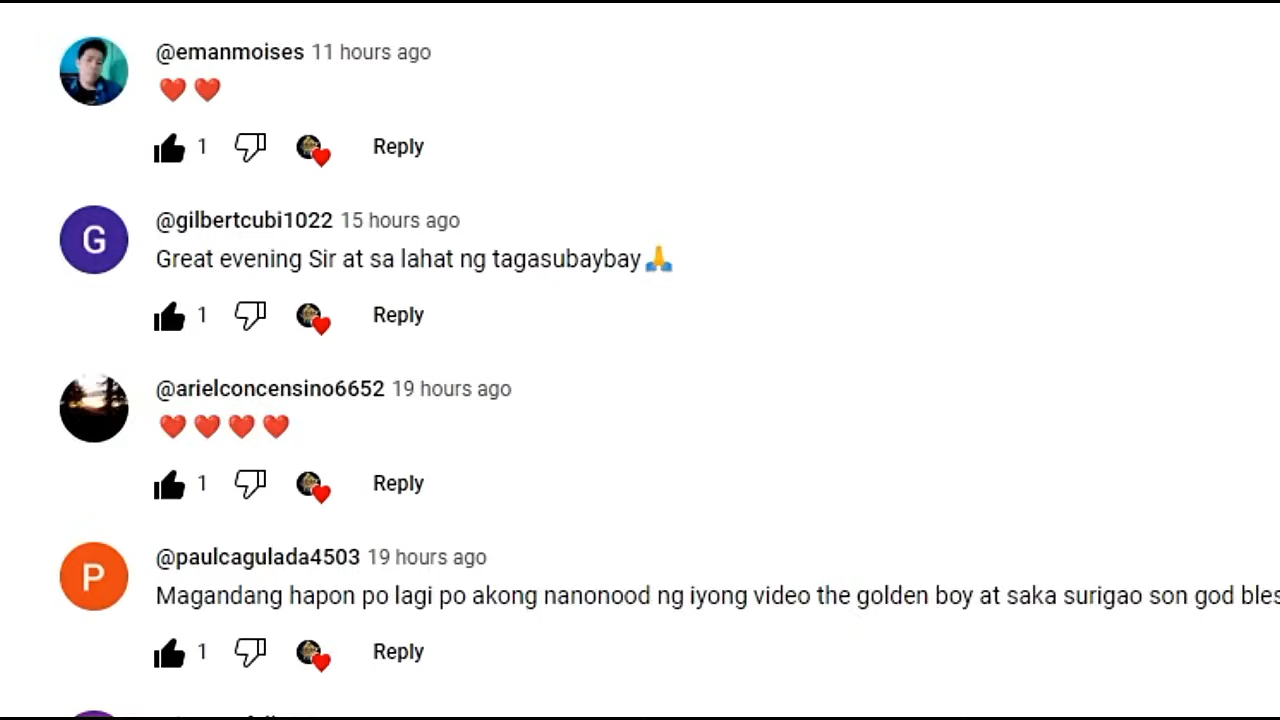 @emanmoises 11 hours ago
❤️ ❤️
1 Reply
G
@gilbertcubi1022 15 hours ago
Great evening Sir at sa lahat ng tagasubaybay🙏
1 Reply
@arielconcensino6652 19 hours ago
❤️ ❤️ ❤️ ❤️
1 Reply
P
@paulcagulada4503 19 hours ago
Magandang hapon po lagi po akong nanonood ng iyong video the golden boy at saka surigao son god bles
1 Reply